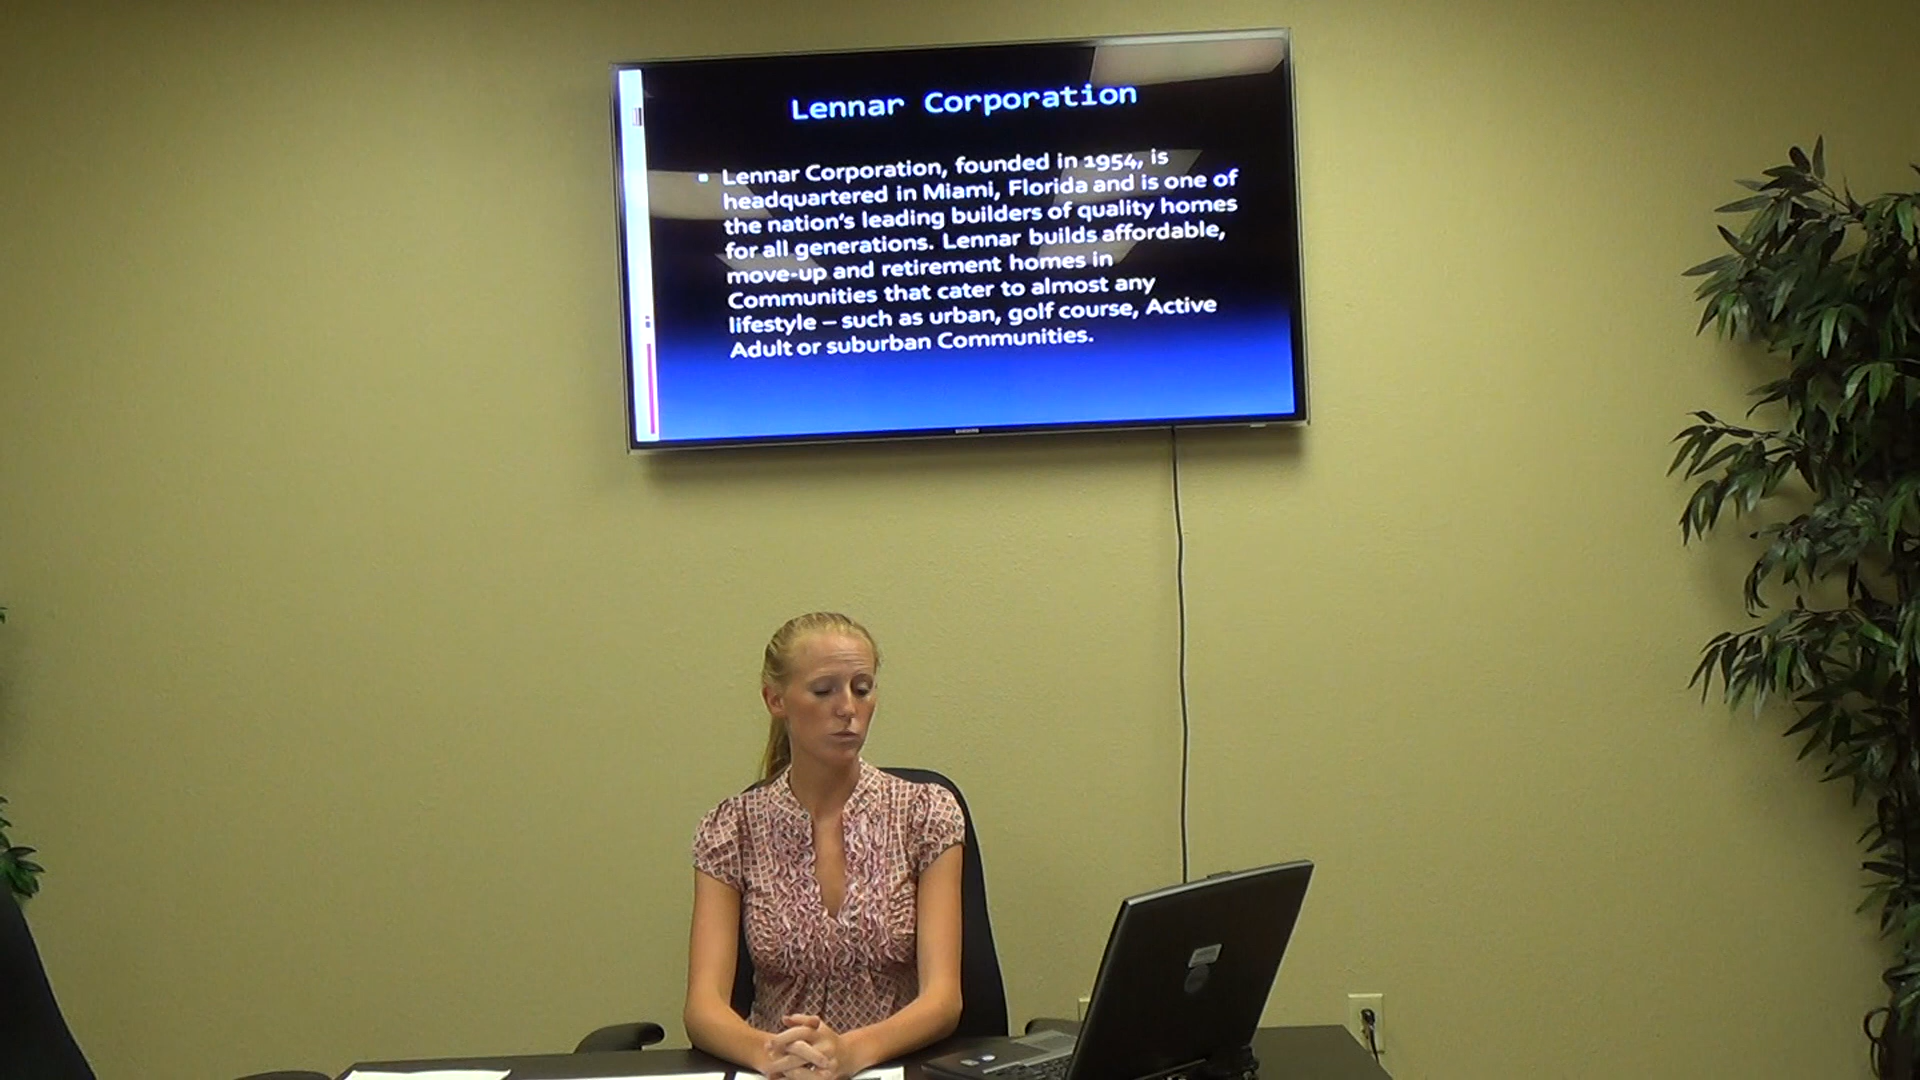 Lennar Corporation
Lennar Corporation, founded in 1954, is
headquartered in Miami, Florida and is one of
the nation's leading builders of quality homes
for all generations. Lennar builds affordable,
move-up and retirement homes in
Communities that cater to almost any
lifestyle – such as urban, golf course, Active
Adult or suburban Communities.
SAMSUNG